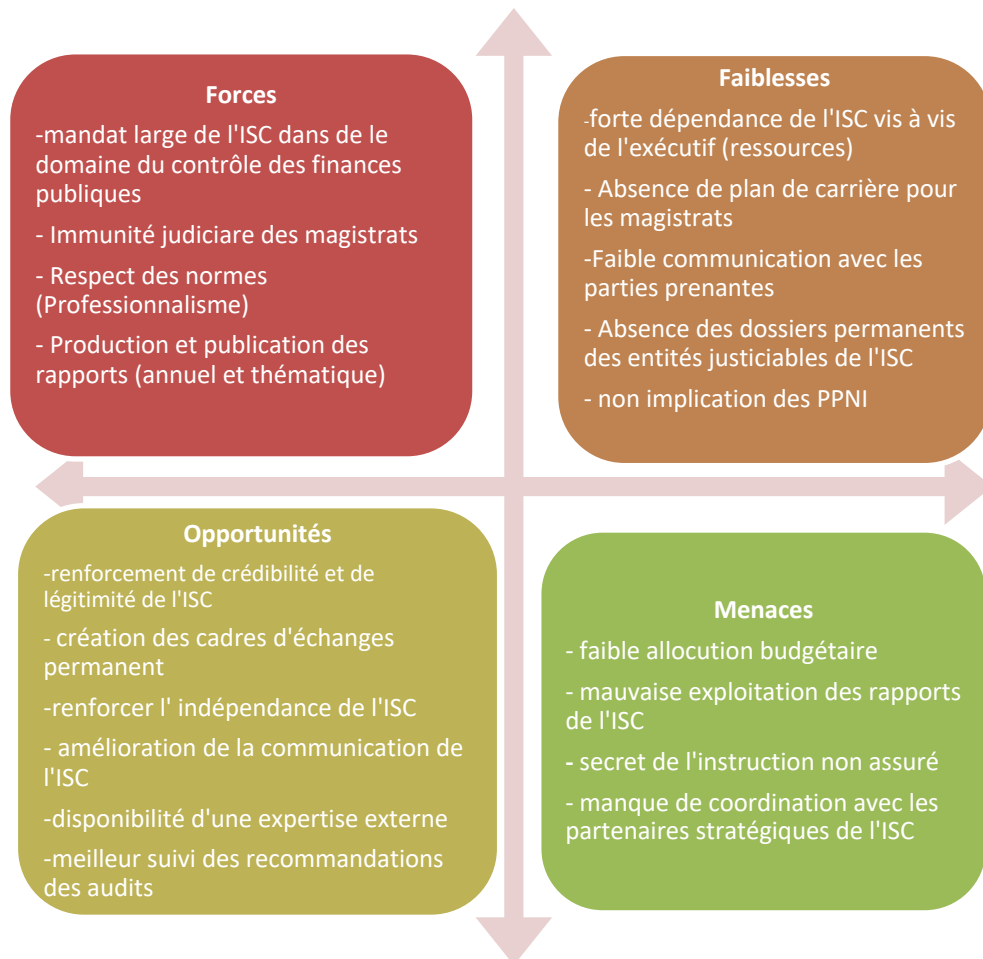 Forces
-mandat large de l'ISC dans de le
domaine du contrôle des finances
publiques
- Immunité judiciare des magistrats
- Respect des normes
(Professionnalisme)
- Production et publication des
rapports (annuel et thématique)
Faiblesses
-forte dépendance de l'ISC vis à vis
de l'exécutif (ressources)
- Absence de plan de carrière pour
les magistrats
-Faible communication avec les
parties prenantes
- Absence des dossiers permanents
des entités justiciables de l'ISC
- non implication des PPNI
Opportunités
-renforcement de crédibilité et de
légitimité de l'ISC
- création des cadres d'échanges
permanent
-renforcer l' indépendance de l'ISC
- amélioration de la communication de
l'ISC
-disponibilité d'une expertise externe
-meilleur suivi des recommandations
des audits
Menaces
- faible allocution budgétaire
- mauvaise exploitation des rapports
de l'ISC
- secret de l'instruction non assuré
- manque de coordination avec les
partenaires stratégiques de l'ISC